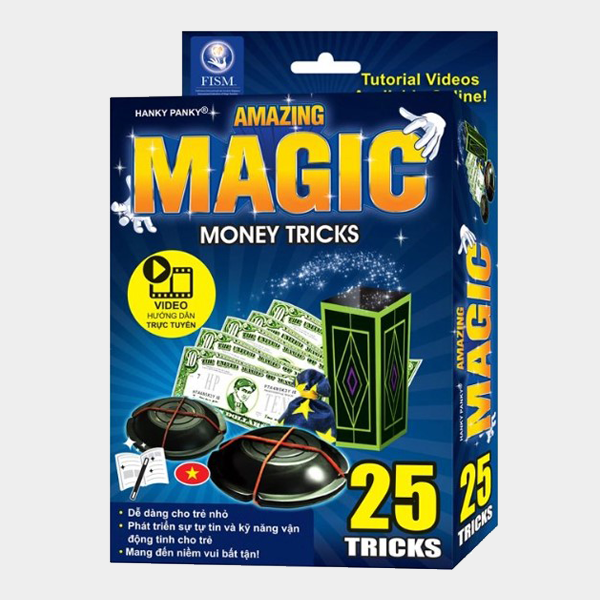 FISM.
Tutorial Videos
Online!
HANKY PANKY®
AMAZING
MAGIC
MONEY TRICKS
VIDEO
HƯỚNG DẪN
TRỰC TUYẾN
• Dễ dàng cho trẻ nhỏ
• Phát triển sự tự tin và kỹ năng vận
động tinh cho trẻ
• Mang đến niềm vui bất tận!
25
TRICKS
HANKY PANKY®
AMAZING
MAGIC
25
TRICKS